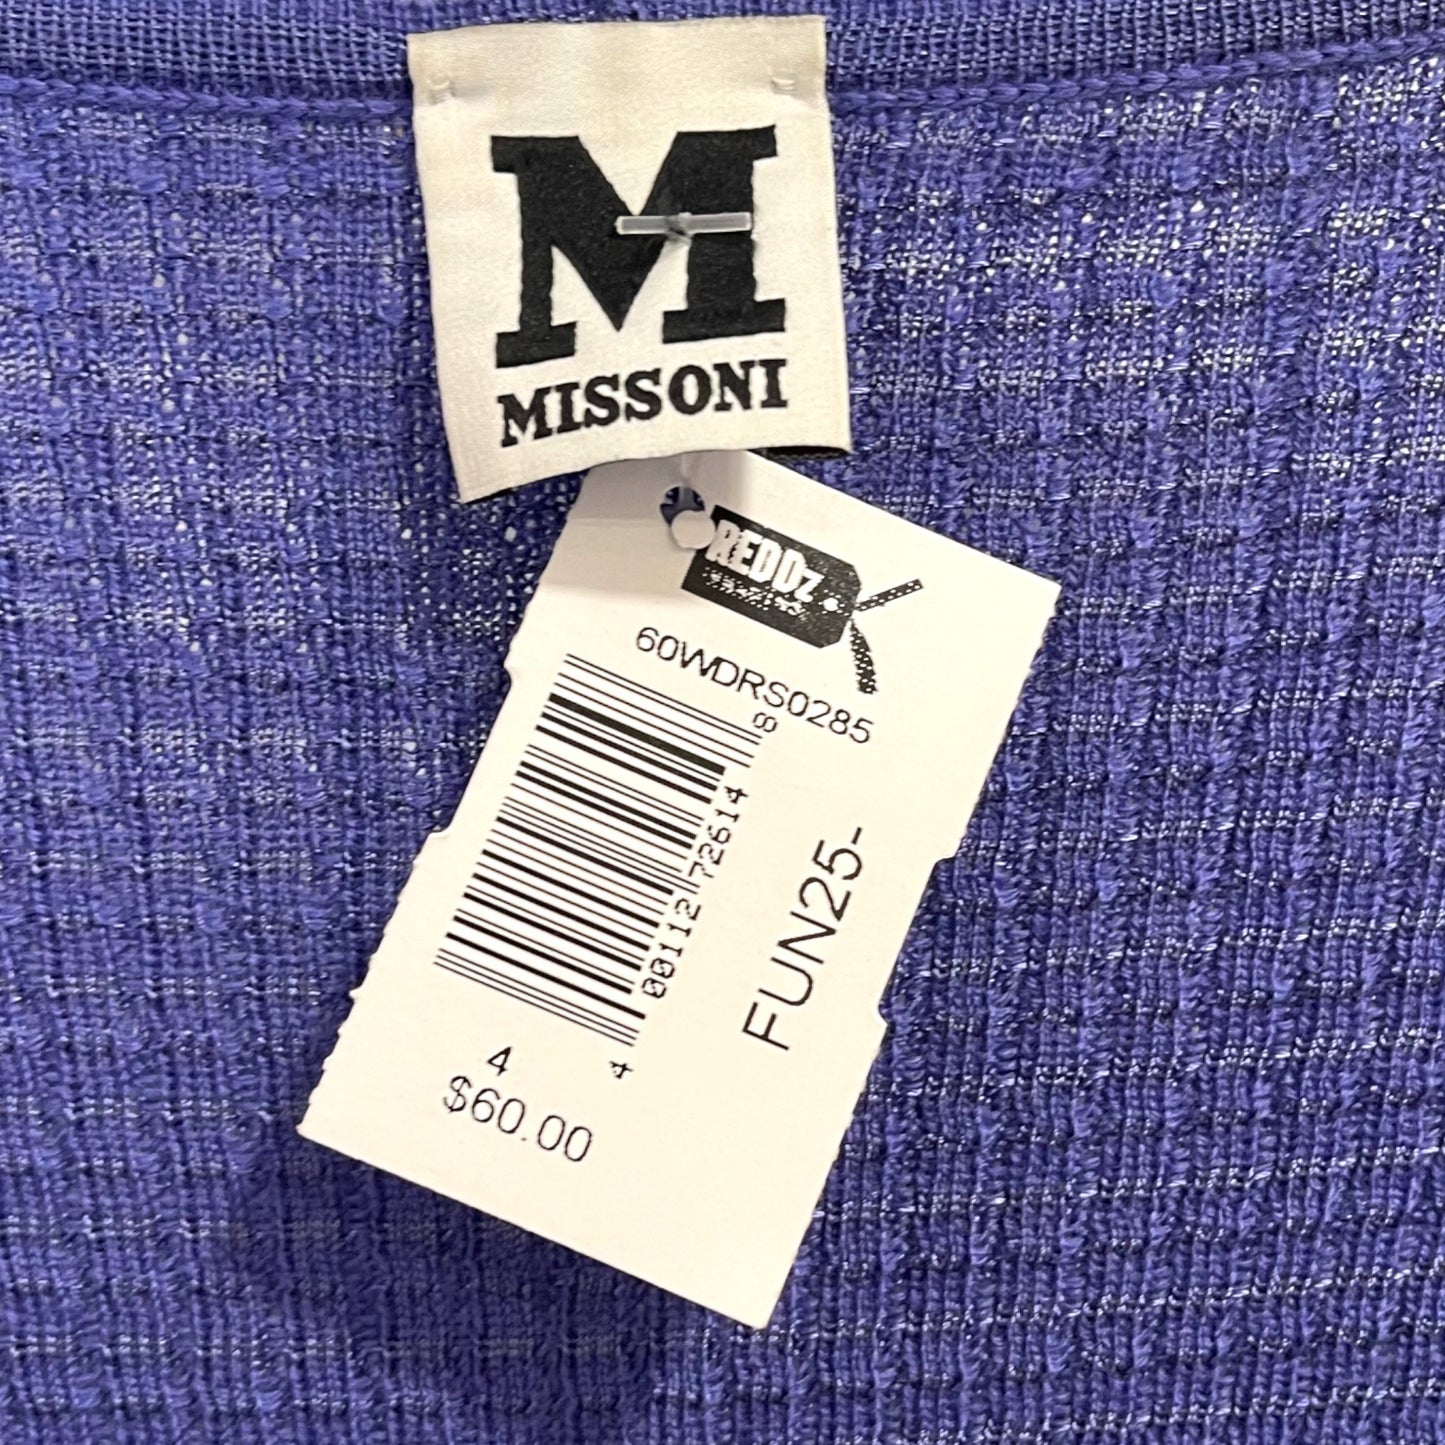 M
MISSONI
REDDz
60WDRS0285
8
00112 72614
4
FUN25-
4
$60.00